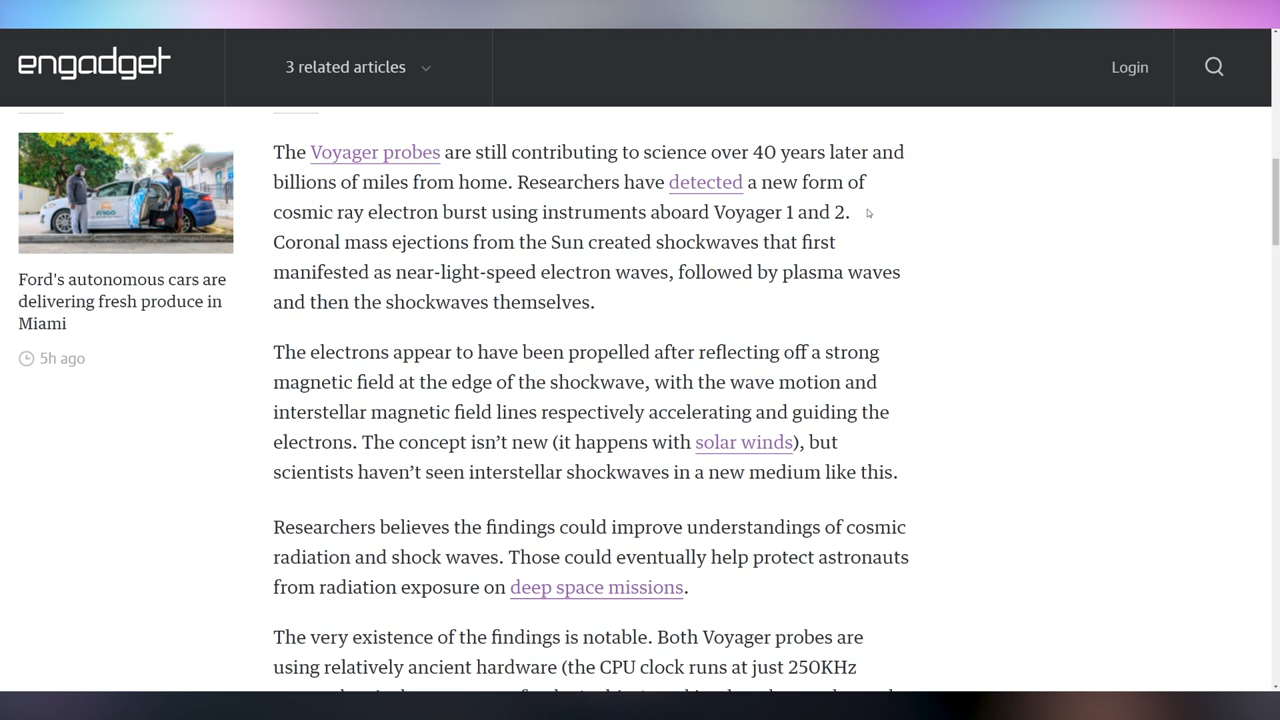 engadget
3 related articles
Login
Ford's autonomous cars are
delivering fresh produce in
Miami
5h ago
The Voyager probes are still contributing to science over 40 years later and
billions of miles from home. Researchers have detected a new form of
cosmic ray electron burst using instruments aboard Voyager 1 and 2.
Coronal mass ejections from the Sun created shockwaves that first
manifested as near-light-speed electron waves, followed by plasma waves
and then the shockwaves themselves.
The electrons appear to have been propelled after reflecting off a strong
magnetic field at the edge of the shockwave, with the wave motion and
interstellar magnetic field lines respectively accelerating and guiding the
electrons. The concept isn't new (it happens with solar winds), but
scientists haven't seen interstellar shockwaves in a new medium like this.
Researchers believes the findings could improve understandings of cosmic
radiation and shock waves. Those could eventually help protect astronauts
from radiation exposure on deep space missions.
The very existence of the findings is notable. Both Voyager probes are
using relatively ancient hardware (the CPU clock runs at just 250KHz